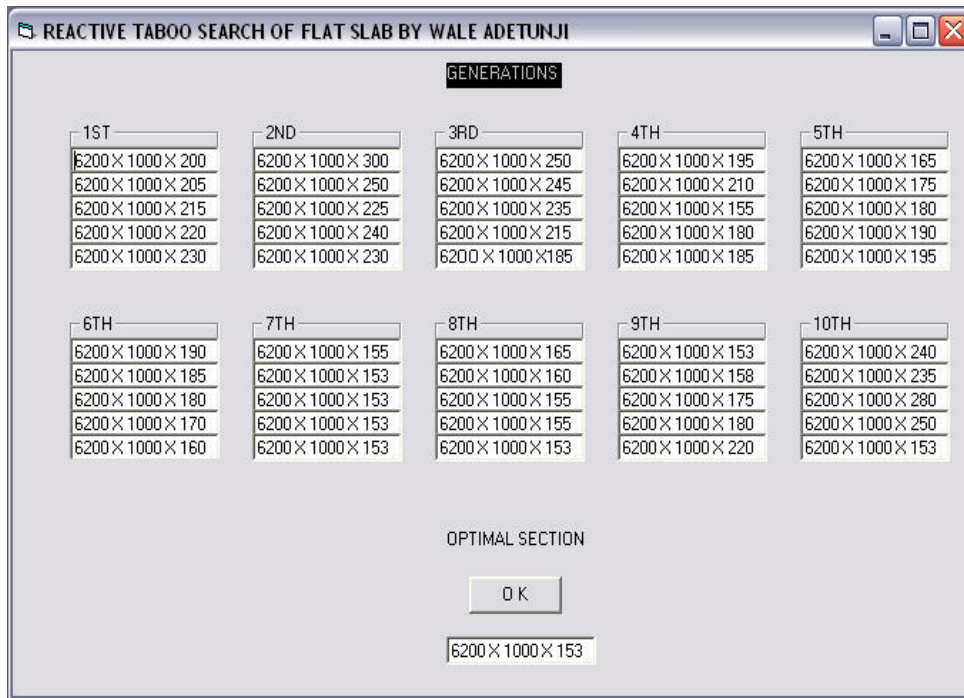 REACTIVE TABOO SEARCH OF FLAT SLAB BY WALE ADETUNJI
GENERATIONS
1ST
6200 X 1000 X 200
6200 X 1000 X 205
6200 X 1000 X 215
6200 X 1000 X 220
6200 X 1000 X 230
2ND
6200 X 1000 X 300
6200 X 1000 X 250
6200 X 1000 X 225
6200 X 1000 X 240
6200 X 1000 X 230
3RD
6200 X 1000 X 250
6200 X 1000 X 245
6200 X 1000 X 235
6200 X 1000 X 215
62OO X 1000 X185
4TH
6200 X 1000 X 195
6200 X 1000 X 210
6200 X 1000 X 155
6200 X 1000 X 180
6200 X 1000 X 185
5TH
6200 X 1000 X 165
6200 X 1000 X 175
6200 X 1000 X 180
6200 X 1000 X 190
6200 X 1000 X 195
6TH
6200 X 1000 X 190
6200 X 1000 X 185
6200 X 1000 X 180
6200 X 1000 X 170
6200 X 1000 X 160
7TH
6200 X 1000 X 155
6200 X 1000 X 153
6200 X 1000 X 153
6200 X 1000 X 153
6200 X 1000 X 153
8TH
6200 X 1000 X 165
6200 X 1000 X 160
6200 X 1000 X 155
6200 X 1000 X 155
6200 X 1000 X 153
9TH
6200 X 1000 X 153
6200 X 1000 X 158
6200 X 1000 X 175
6200 X 1000 X 180
6200 X 1000 X 220
10TH
6200 X 1000 X 240
6200 X 1000 X 235
6200 X 1000 X 280
6200 X 1000 X 250
6200 X 1000 X 153
OPTIMAL SECTION
O K
6200 X 1000 X 153